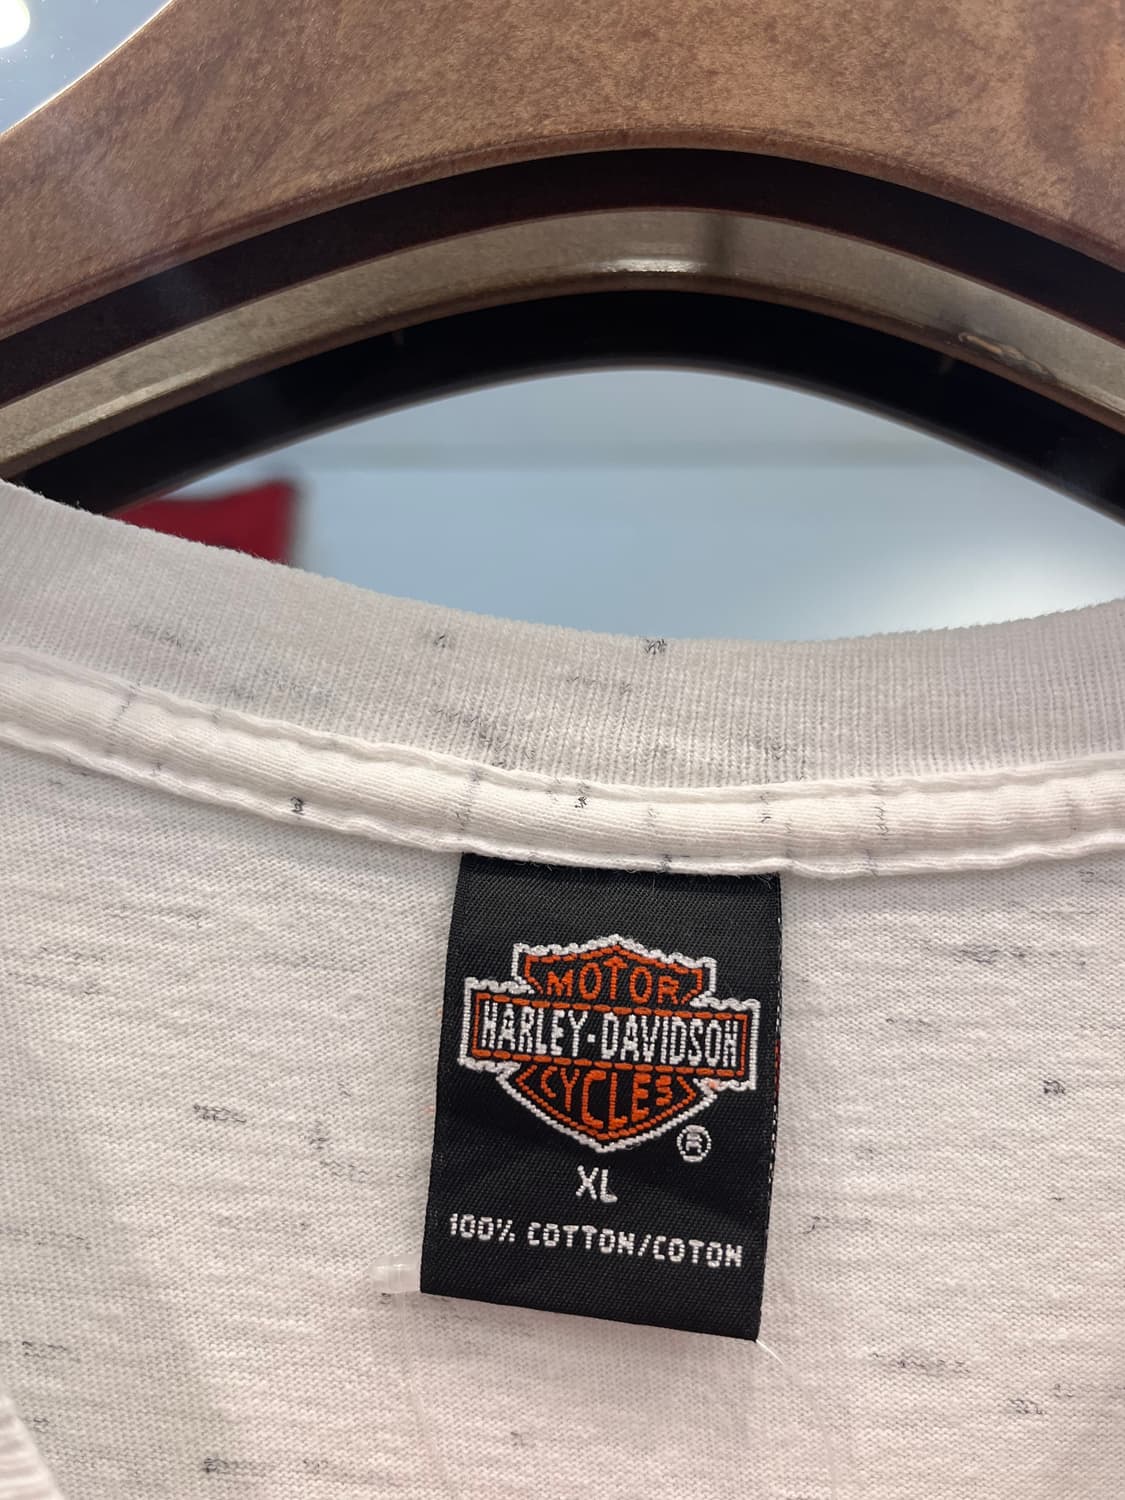 MOTOR
HARLEY-DAVIDSON
CYCLES
®
XL
100% COTTON/COTON